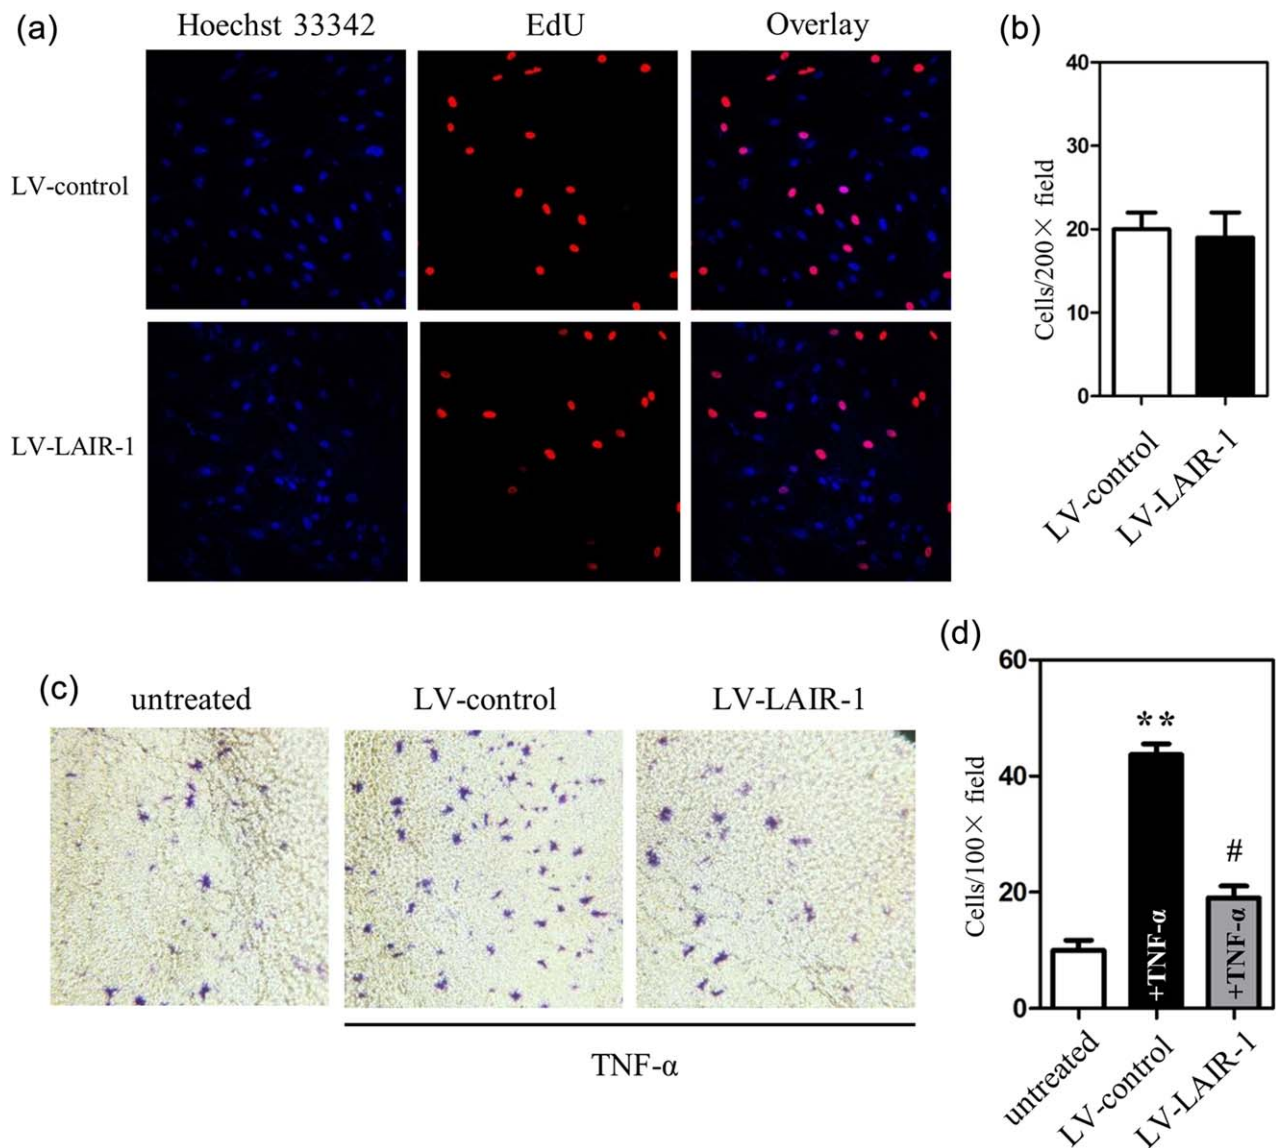 (a)
Hoechst 33342
EdU
Overlay
LV-control
LV-LAIR-1
(b)
40
30
20
10
0
Cells/200× field
LV-control
LV-LAIR-1
(c)
untreated
LV-control
LV-LAIR-1
TNF-α
(d)
60
40
20
0
Cells/100× field
**
#
+TNF-α
+TNF-α
untreated
LV-control
LV-LAIR-1